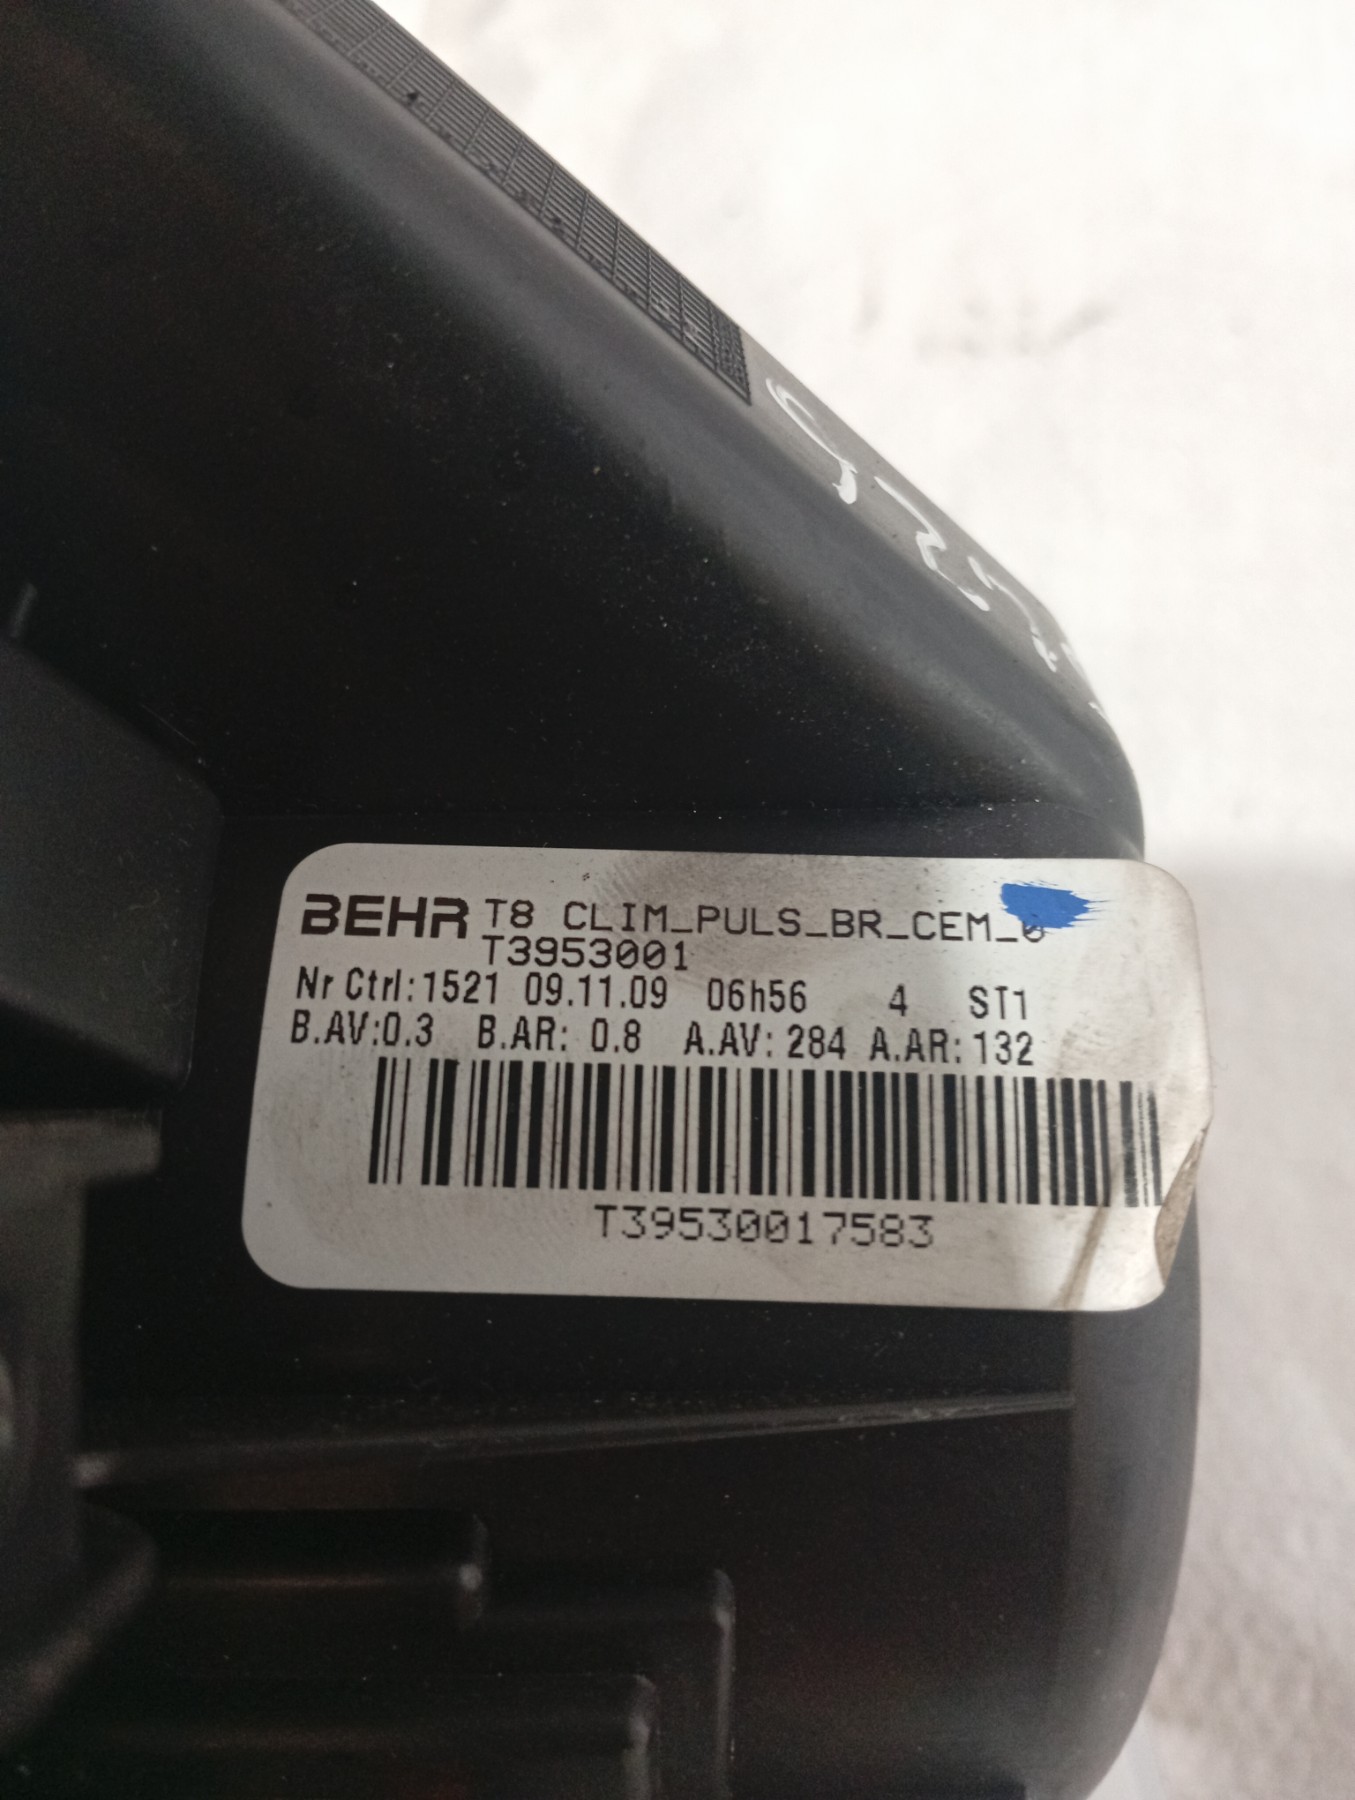 BEHR T8 CLIM_PULS_BR_CEM_0
T3953001
Nr Ctrl:1521 09.11.09 06h56 4 ST1
B.AV:0.3 B.AR: 0.8 A.AV: 284 A.AR: 132
T39530017583